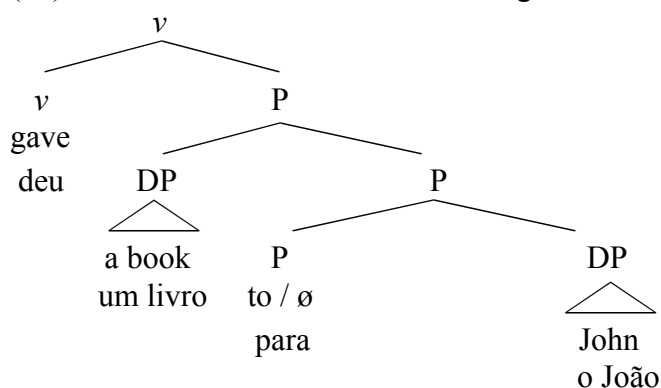 v
v P
gave
deu DP P
a book P DP
um livro to / ø
para John
o João